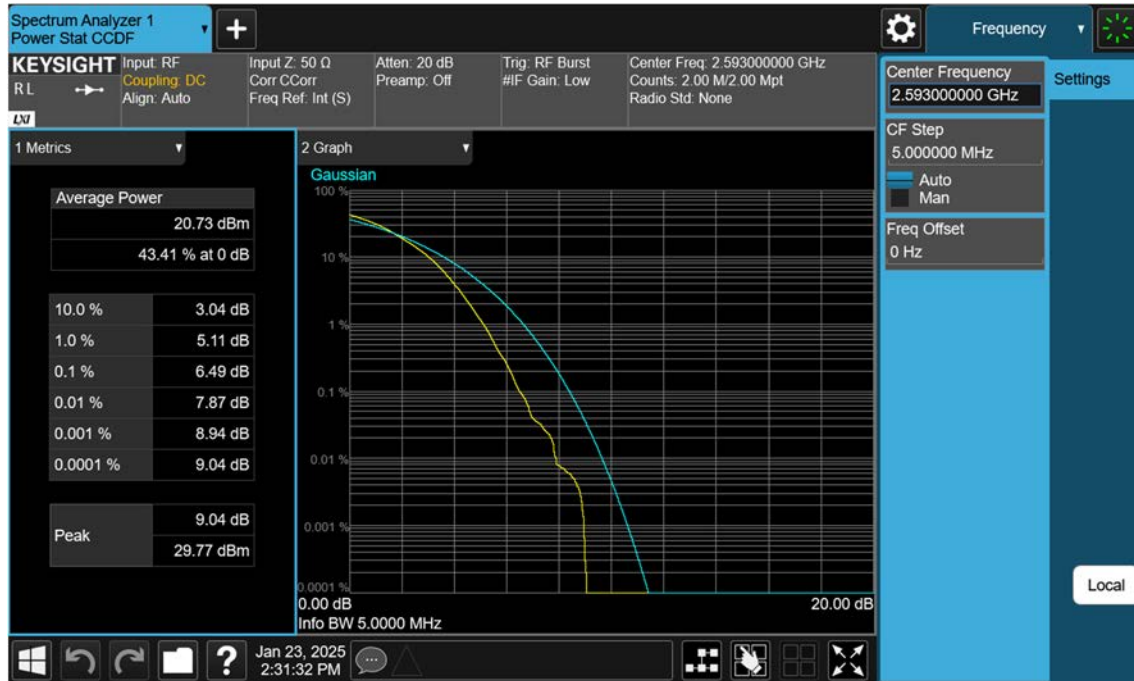 Spectrum Analyzer 1
Power Stat CCDF
+
Frequency
KEYSIGHT
RL
LXI
Input: RF
Coupling: DC
Align: Auto
Input Z: 50 Ω
Corr CCorr
Freq Ref: Int (S)
Atten: 20 dB
Preamp: Off
Trig: RF Burst
#IF Gain: Low
Center Freq: 2.593000000 GHz
Counts: 2.00 M/2.00 Mpt
Radio Std: None
Center Frequency
2.593000000 GHz
Settings
CF Step
5.000000 MHz
Auto
Man
Freq Offset
0 Hz
Local
1 Metrics
Average Power
20.73 dBm
43.41 % at 0 dB
10.0 % 3.04 dB
1.0 % 5.11 dB
0.1 % 6.49 dB
0.01 % 7.87 dB
0.001 % 8.94 dB
0.0001 % 9.04 dB
Peak
9.04 dB
29.77 dBm
2 Graph
Gaussian
100 %
10 %
1 %
0.1 %
0.01 %
0.001 %
0.0001 %
0.00 dB 20.00 dB
Info BW 5.0000 MHz
?
Jan 23, 2025
2:31:32 PM